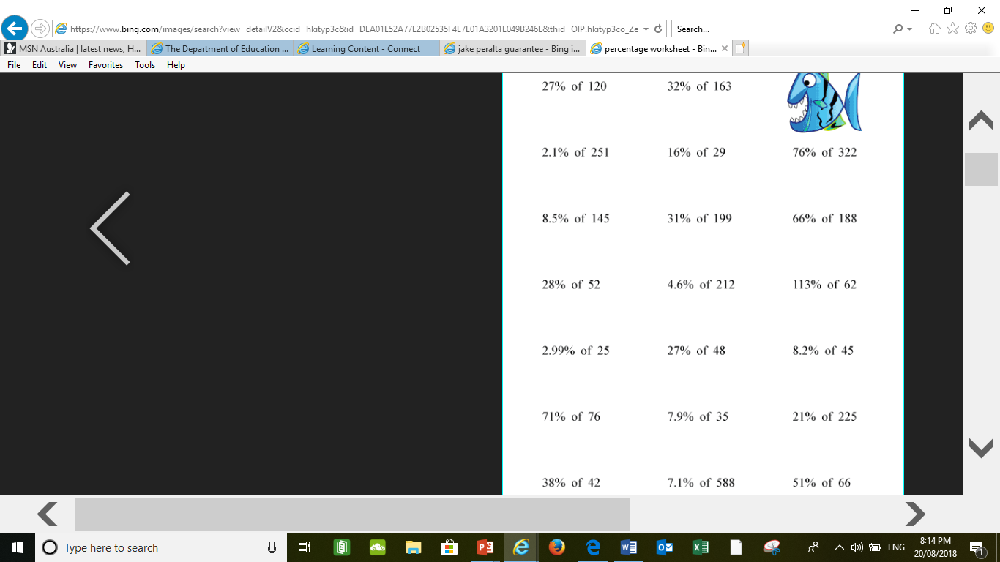 https://www.bing.com/images/search?view=detailV2&ccid=hkityp3c&id=DEA01E52A77E2B02535F4E7E01A3201E049B246E&thid=OIP.hkityp3co_Ze
Search...
MSN Australia | latest news, H...
The Department of Education ...
Learning Content - Connect
jake peralta guarantee - Bing i...
percentage worksheet - Bin...
File Edit View Favorites Tools Help
27% of 120 32% of 163
2.1% of 251 16% of 29 76% of 322
8.5% of 145 31% of 199 66% of 188
28% of 52 4.6% of 212 113% of 62
2.99% of 25 27% of 48 8.2% of 45
71% of 76 7.9% of 35 21% of 225
38% of 42 7.1% of 588 51% of 66
Type here to search
ENG
8:14 PM
20/08/2018
1